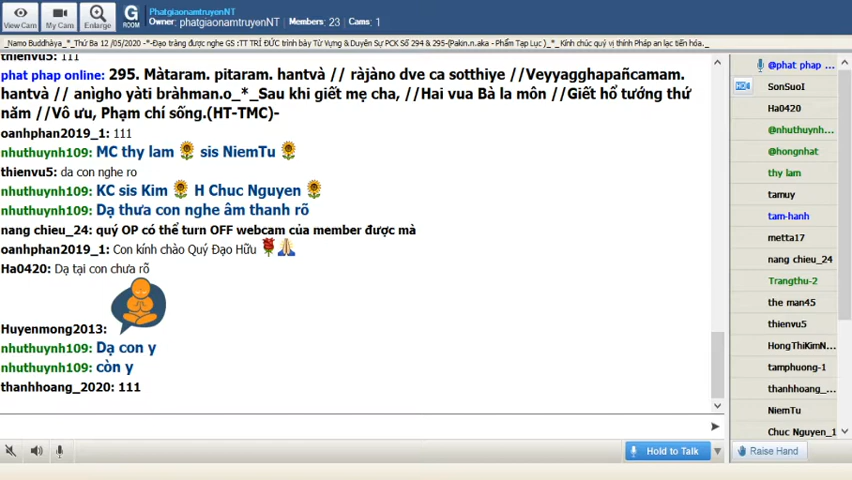 PhatgiaonamtruyenNT
Owner: phatgiaonamtruyenNT Members: 23 Cams: 1
View Cam
My Cam
Enlarge
G
ROOM
_Namo Buddhàya_*_Thứ Ba 12 /05/2020 -*-Đạo tràng được nghe GS :TT TRÍ ĐỨC trình bày Từ Vựng & Duyên Sự PCK Số 294 & 295-(Pakin.n.aka - Phẩm Tạp Lục )_*_Kính chúc quý vị thính Pháp an lạc tiến hóa._
thienvu5: 111
phat phap online: 295. Màtaram. pitaram. hantvà // ràjàno dve ca sotthiye //Veyyagghapañcamam.
hantvà // anìgho yàti bràhman.o_*_Sau khi giết mẹ cha, //Hai vua Bà la môn //Giết hổ tướng thứ
năm //Vô ưu, Phạm chí sống.(HT-TMC)-
oanhphan2019_1: 111
nhuthuynh109: MC thy lam 🌻 sis NiemTu 🌻
thienvu5: da con nghe ro
nhuthuynh109: KC sis Kim 🌻 H Chuc Nguyen 🌻
nhuthuynh109: Dạ thưa con nghe âm thanh rõ
nang chieu_24: quý OP có thể turn OFF webcam của member được mà
oanhphan2019_1: Con kính chào Quý Đạo Hữu 🌹🙏
Ha0420: Dạ tại con chưa rõ
Huyenmong2013:
nhuthuynh109: Dạ con y
nhuthuynh109: còn y
thanhhoang_2020: 111
@phat phap ...
HD
SonSuoI
Ha0420
@nhuthuynh...
@hongnhat
thy lam
tamuy
tam-hanh
metta17
nang chieu_24
Trangthu-2
the man45
thienvu5
HongThiKimN...
tamphuong-1
thanhhoang_...
NiemTu
Chuc Nguyen_1
Hold to Talk
Raise Hand